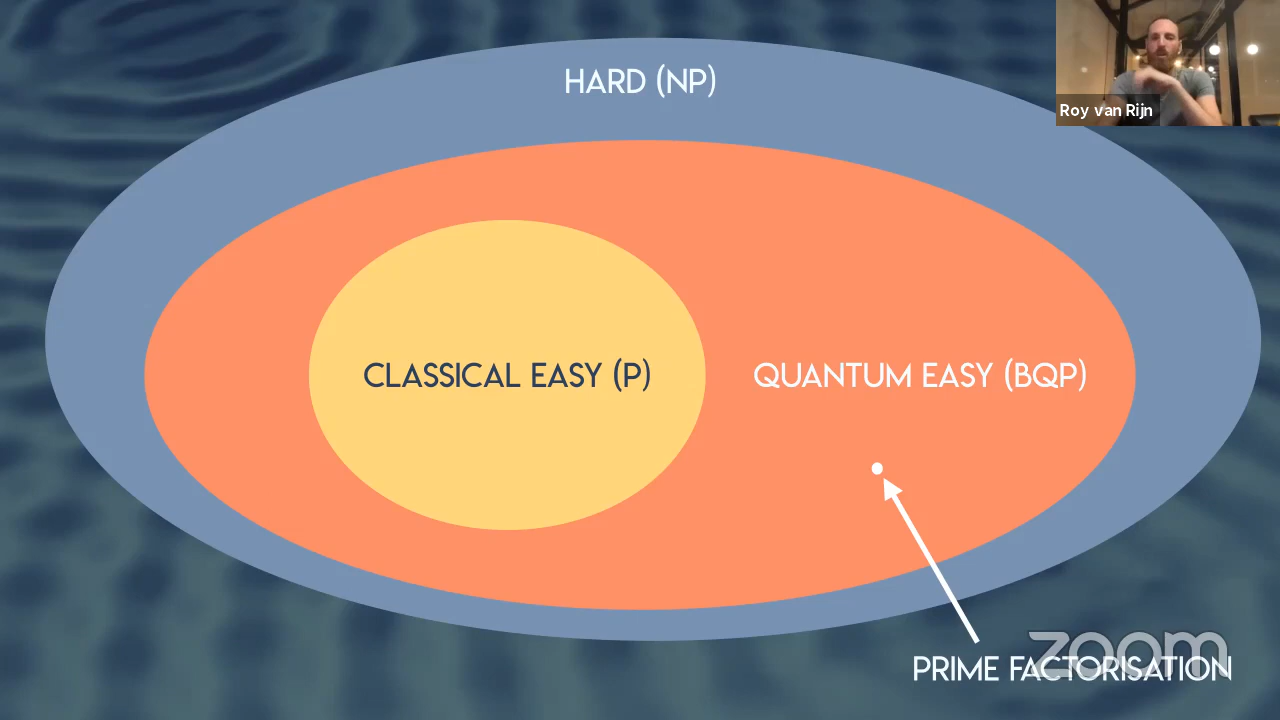 HARD (NP)
Roy van Rijn
CLASSICAL EASY (P)
QUANTUM EASY (BQP)
zoom
PRIME FACTORISATION